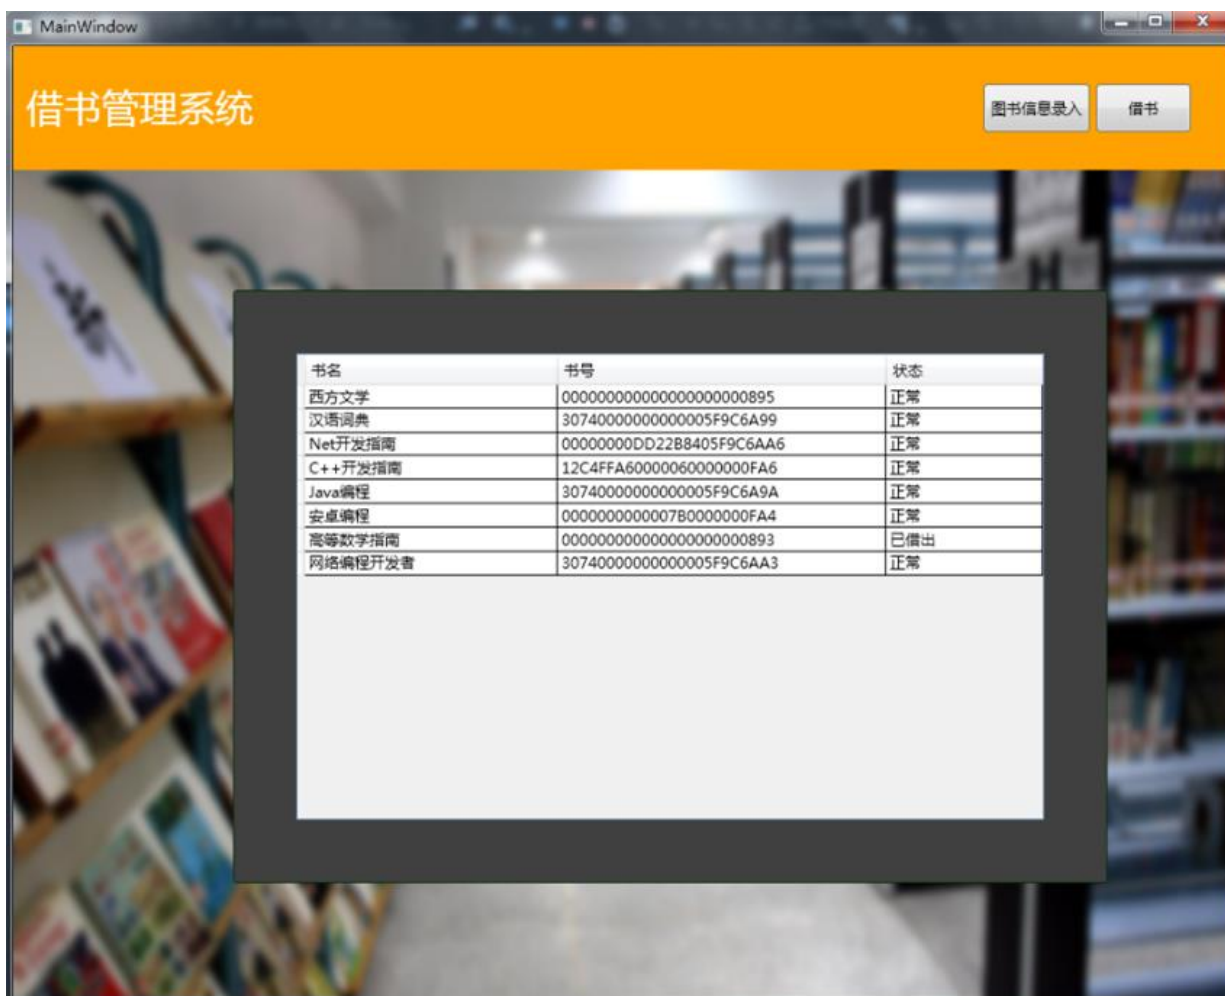 MainWindow
借书管理系统
图书信息录入 借书
书名 书号 状态
西方文学 000000000000000000000895 正常
汉语词典 30740000000000005F9C6A99 正常
Net开发指南 00000000DD22B8405F9C6AA6 正常
C++开发指南 12C4FFA60000060000000FA6 正常
Java编程 30740000000000005F9C6A9A 正常
安卓编程 0000000000007B0000000FA4 正常
高等数学指南 000000000000000000000893 已借出
网络编程开发者 30740000000000005F9C6AA3 正常